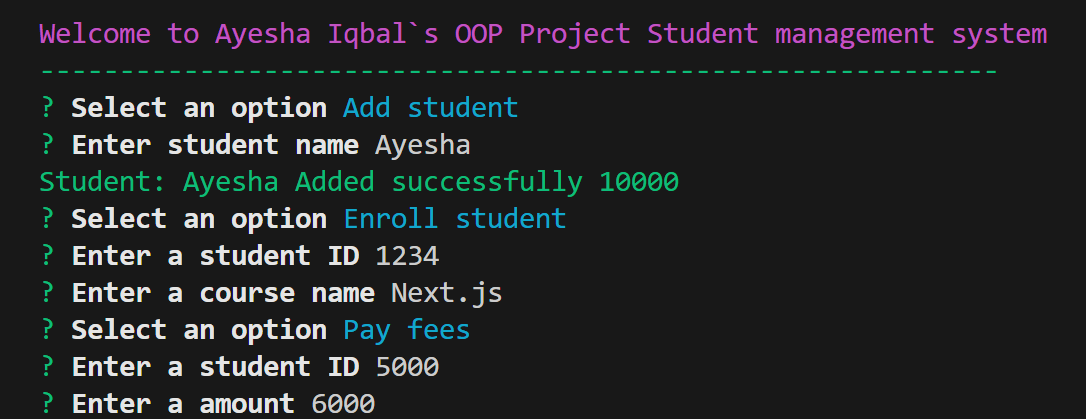 Welcome to Ayesha Iqbal`s OOP Project Student management system
------------------------------------------------------------
? Select an option Add student
? Enter student name Ayesha
Student: Ayesha Added successfully 10000
? Select an option Enroll student
? Enter a student ID 1234
? Enter a course name Next.js
? Select an option Pay fees
? Enter a student ID 5000
? Enter a amount 6000